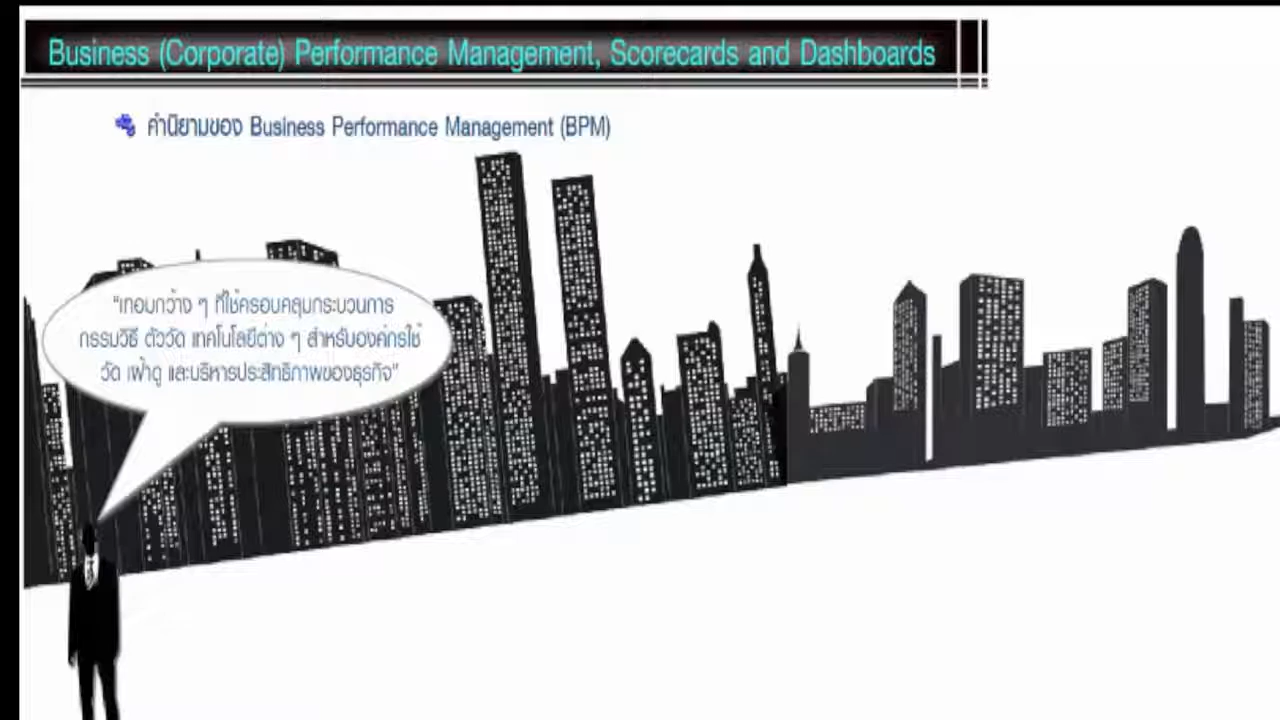 Business (Corporate) Performance Management, Scorecards and Dashboards
คำนิยามของ Business Performance Management (BPM)
“เทอมกว้าง ๆ ที่ใช้ครอบคลุมกระบวนการ
กรรมวิธี ตัววัด เทคโนโลยีต่าง ๆ สำหรับองค์กรใช้
วัด เฝ้าดู และบริหารประสิทธิภาพของธุรกิจ”